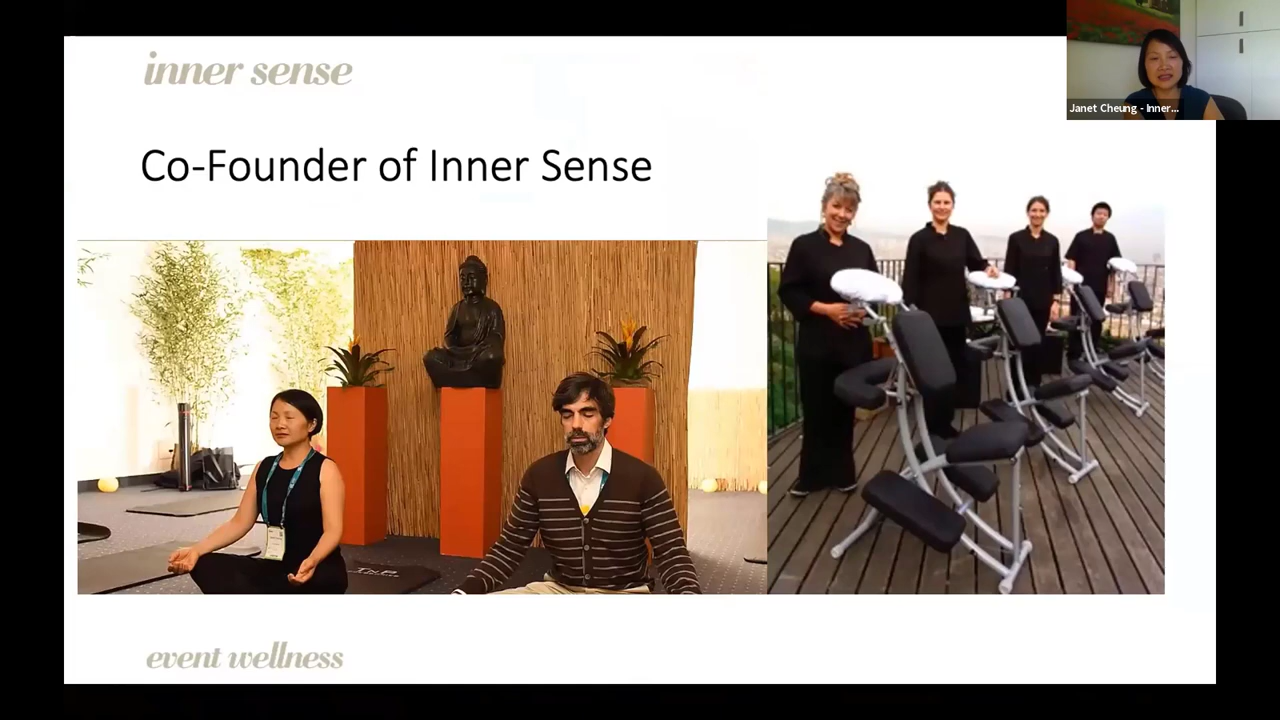 inner sense
Janet Cheung - Inner...
Co-Founder of Inner Sense
event wellness